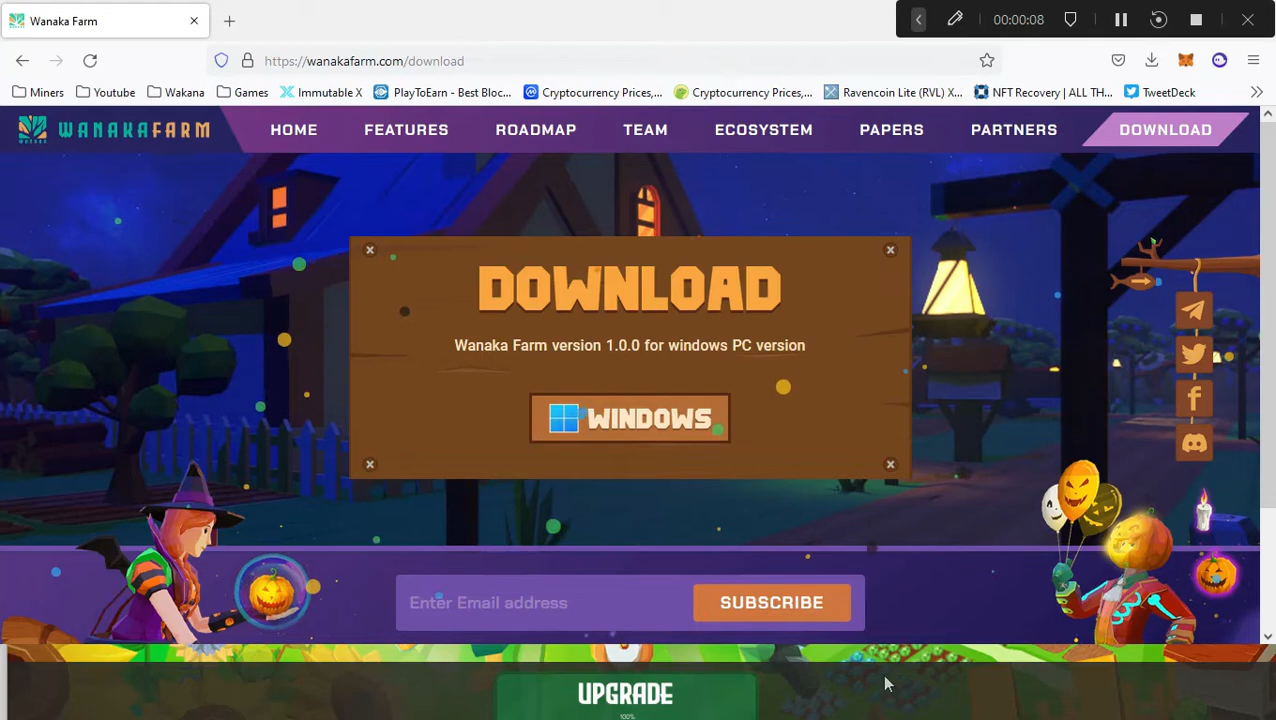 Wanaka Farm
00:00:08
https://wanakafarm.com/download
Miners
Youtube
Wakana
Games
Immutable X
PlayToEarn - Best Bloc...
Cryptocurrency Prices,...
Cryptocurrency Prices,...
Ravencoin Lite (RVL) X...
NFT Recovery | ALL TH...
TweetDeck
WANAKAFARM
HOME
FEATURES
ROADMAP
TEAM
ECOSYSTEM
PAPERS
PARTNERS
DOWNLOAD
DOWNLOAD
Wanaka Farm version 1.0.0 for windows PC version
WINDOWS
Enter Email address
SUBSCRIBE
UPGRADE
100%